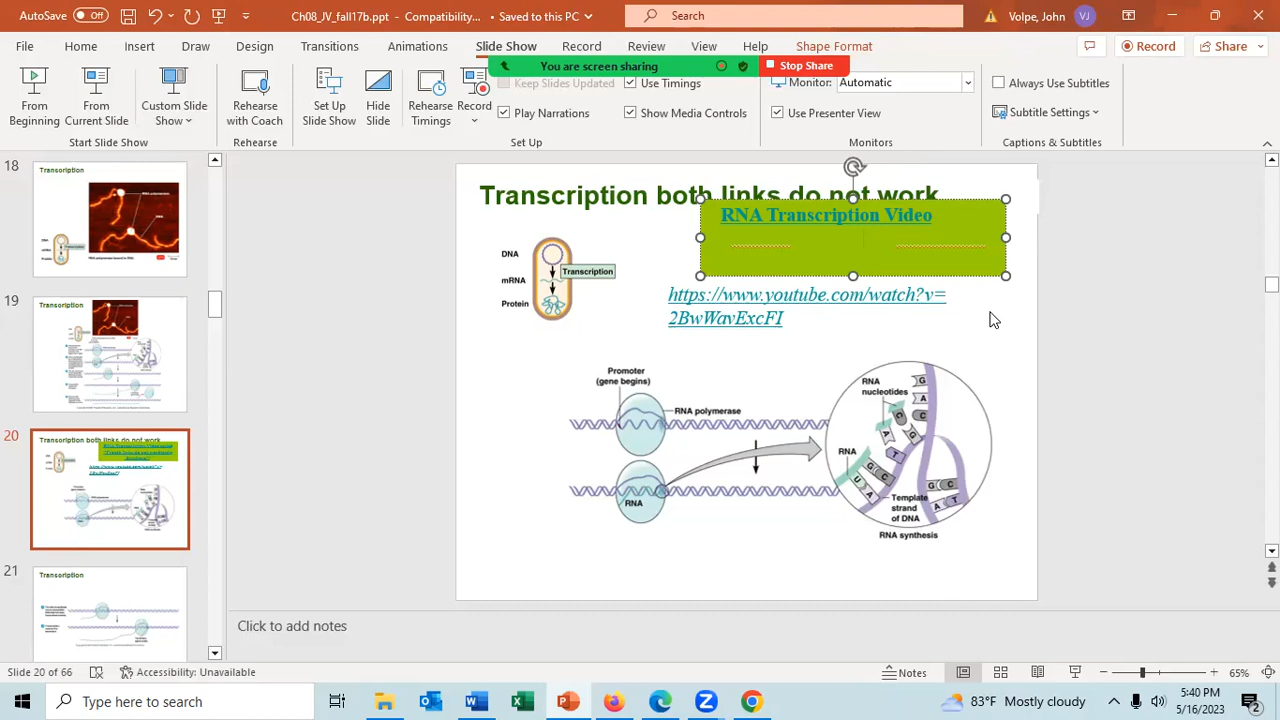 AutoSave Off
Ch08_JV_fall17b.ppt - Compatibility... • Saved to this PC
Search
Volpe, John VJ
File Home Insert Draw Design Transitions Animations Slide Show Record Review View Help Shape Format
Record Share
You are screen sharing Stop Share
From Beginning
From Current Slide
Custom Slide Show
Rehearse with Coach
Set Up Slide Show
Hide Slide
Rehearse Timings
Record
Keep Slides Updated
Use Timings
Play Narrations
Show Media Controls
Monitor: Automatic
Use Presenter View
Always Use Subtitles
Subtitle Settings
Start Slide Show
Rehearse
Set Up
Monitors
Captions & Subtitles
18
Transcription
RNA polymerase
DNA
DNA
mRNA
Protein
19
20
Transcription both links do not work
21
Transcription
Transcription both links do not work
RNA Transcription Video
https://www.youtube.com/watch?v=
2BwWavExcFI
DNA
Transcription
mRNA
Protein
Promoter
(gene begins)
RNA polymerase
RNA
RNA
nucleotides
G
A
C
C
G
T
RNA
G C
U
A
G C
A T
Template
strand
of DNA
RNA synthesis
Click to add notes
Slide 20 of 66
Accessibility: Unavailable
Notes
65%
Type here to search
83°F Mostly cloudy
5:40 PM
5/16/2023
2